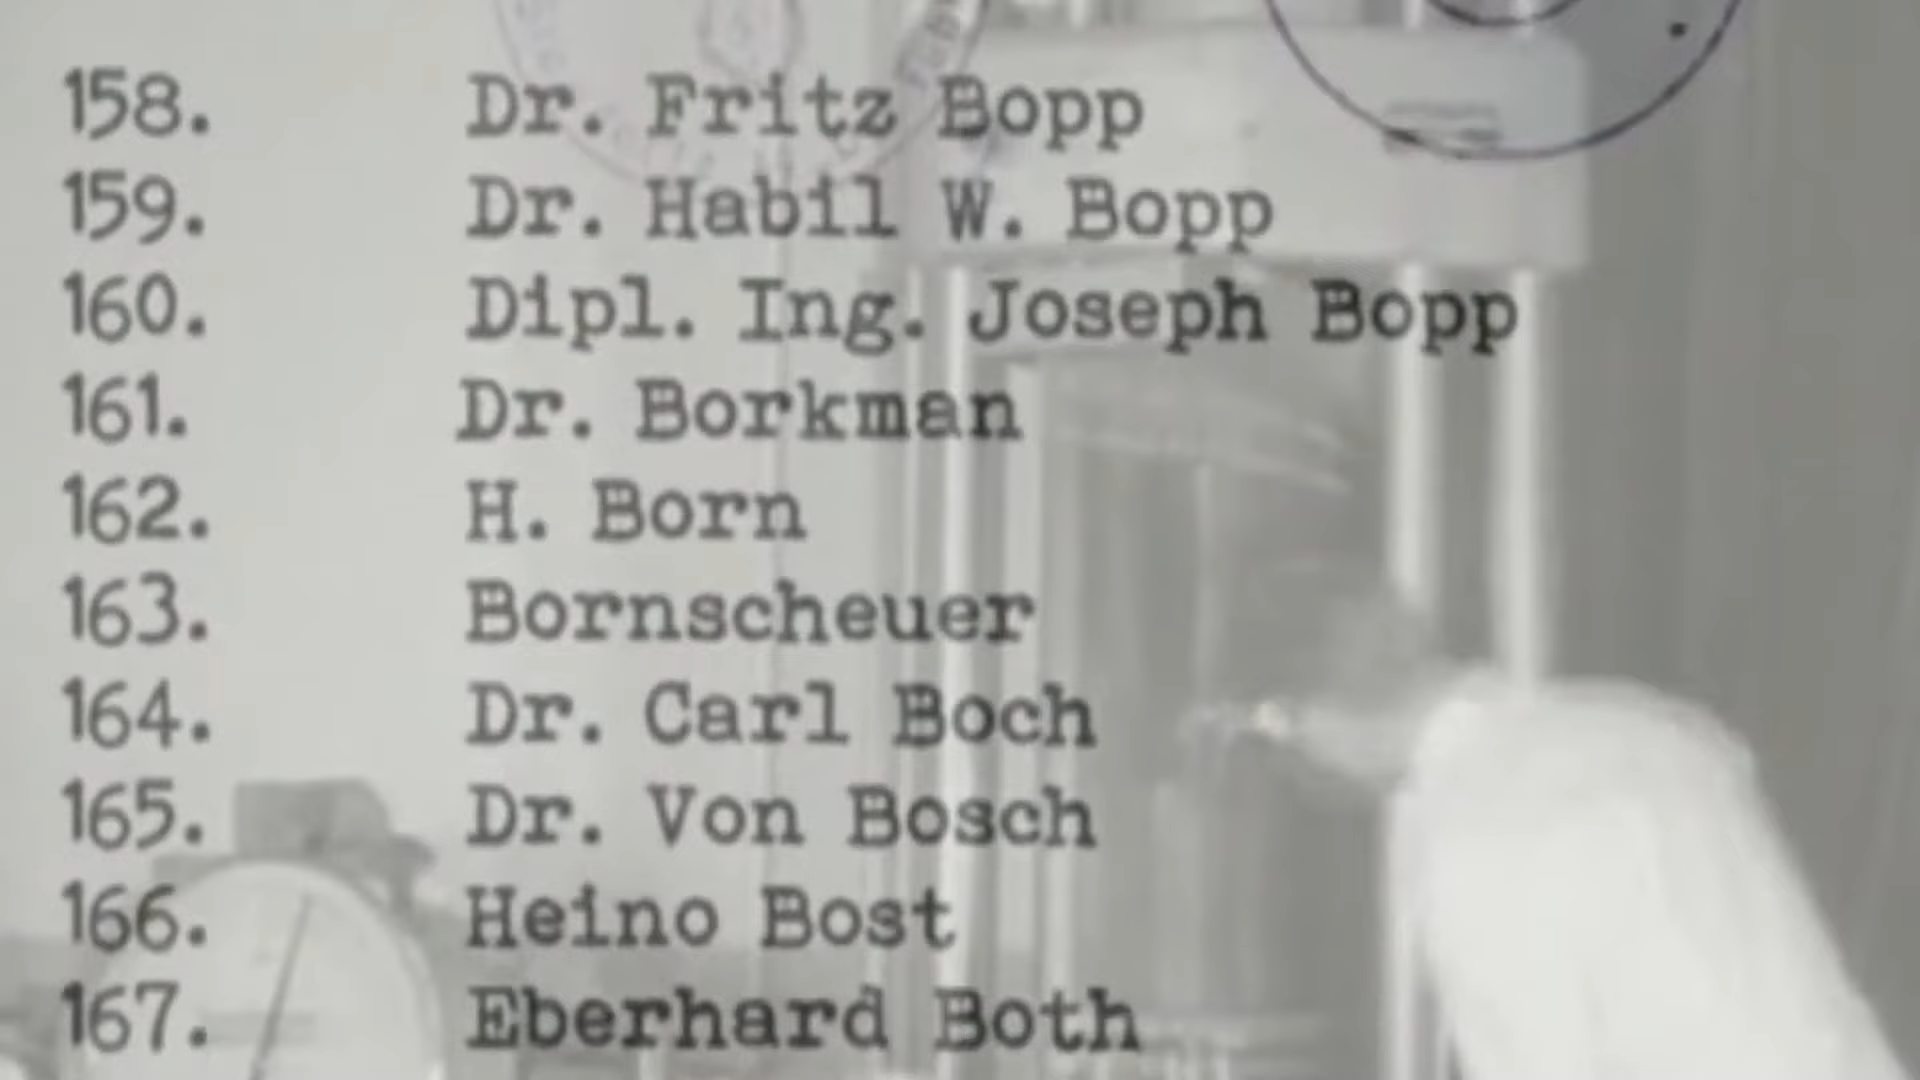 158. Dr. Fritz Bopp
159. Dr. Habil W. Bopp
160. Dipl. Ing. Joseph Bopp
161. Dr. Borkman
162. H. Born
163. Bornscheuer
164. Dr. Carl Boch
165. Dr. Von Bosch
166. Heino Bost
167. Eberhard Both